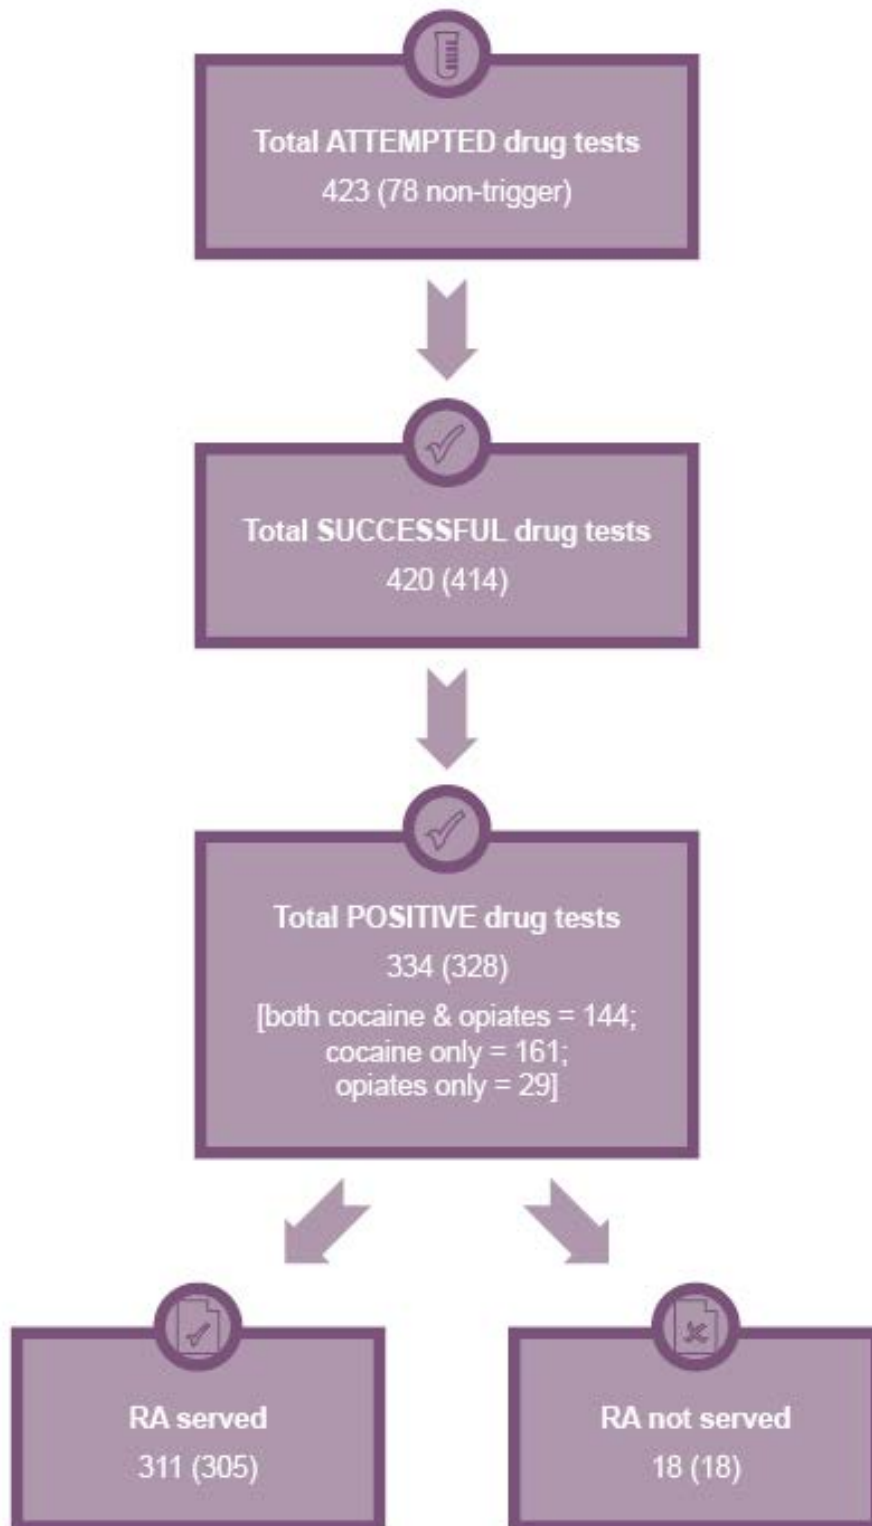 Total ATTEMPTED drug tests
423 (78 non-trigger)
Total SUCCESSFUL drug tests
420 (414)
Total POSITIVE drug tests
334 (328)
[both cocaine & opiates = 144;
cocaine only = 161;
opiates only = 29]
RA served
311 (305)
RA not served
18 (18)